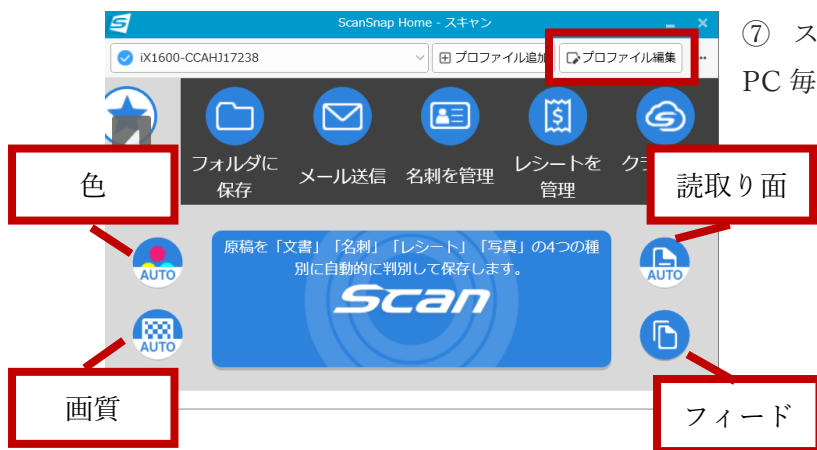 ScanSnap Home - スキャン
iX1600-CCAHJ17238
プロファイル追加
プロファイル編集
⑦ ス
PC 毎
フォルダに
保存
メール送信
名刺を管理
レシートを
管理
色
読取り面
AUTO
AUTO
原稿を「文書」「名刺」「レシート」「写真」の4つの種
別に自動的に判別して保存します。
Scan
AUTO
画質
フィード